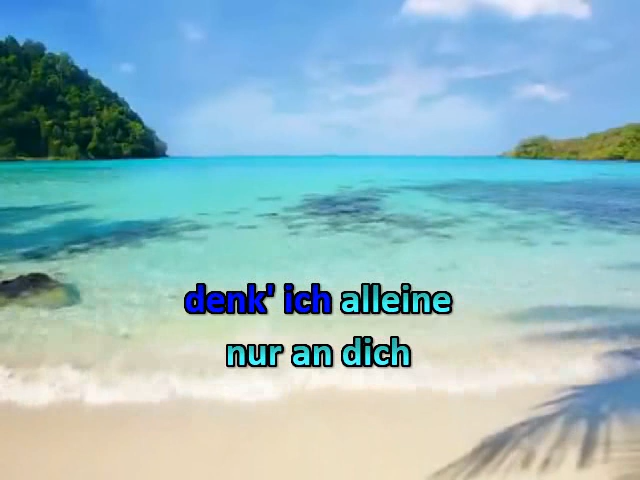 denk' ich alleine
nur an dich